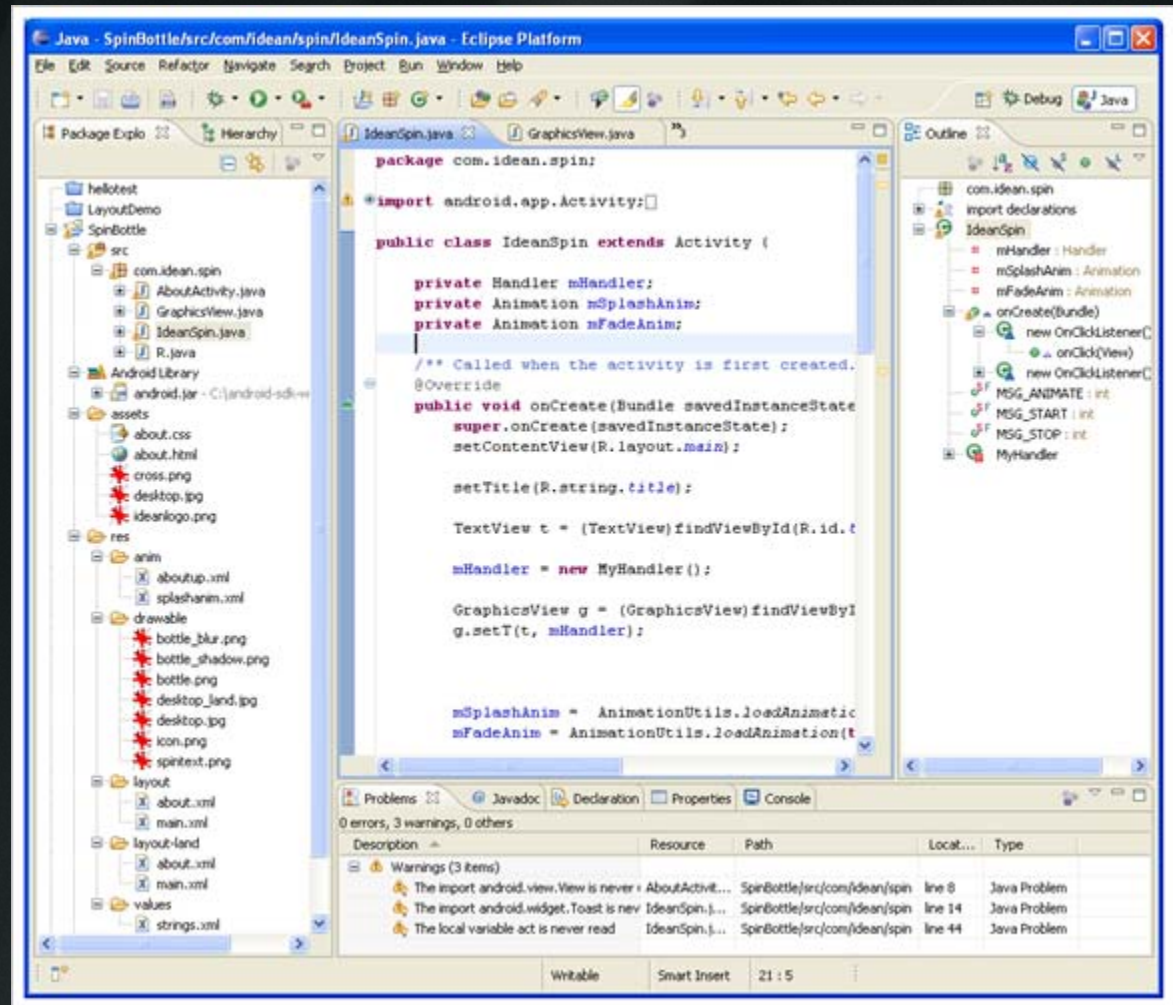 Java - SpinBottle/src/com/idean/spin/IdeanSpin.java - Eclipse Platform
File Edit Source Refactor Navigate Search Project Run Window Help
Debug Java
Package Explo
Hierarchy
hellotest
LayoutDemo
SpinBottle
src
com.idean.spin
AboutActivity.java
GraphicsView.java
IdeanSpin.java
R.java
Android Library
android.jar - C:\android-sdk-w
assets
about.css
about.html
cross.png
desktop.jpg
ideanlogo.png
res
anim
aboutup.xml
splashanim.xml
drawable
bottle_blur.png
bottle_shadow.png
bottle.png
desktop_land.jpg
desktop.jpg
icon.png
spintext.png
layout
about.xml
main.xml
layout-land
about.xml
main.xml
values
strings.xml
IdeanSpin.java
GraphicsView.java
package com.idean.spin;
import android.app.Activity;
public class IdeanSpin extends Activity {
private Handler mHandler;
private Animation mSplashAnim;
private Animation mFadeAnim;
/** Called when the activity is first created.
@Override
public void onCreate(Bundle savedInstanceState
super.onCreate(savedInstanceState);
setContentView(R.layout.main);
setTitle(R.string.title);
TextView t = (TextView)findViewById(R.id.t
mHandler = new MyHandler();
GraphicsView g = (GraphicsView)findViewByI
g.setT(t, mHandler);
mSplashAnim = AnimationUtils.loadAnimatio
mFadeAnim = AnimationUtils.loadAnimation(t
Outline
com.idean.spin
import declarations
IdeanSpin
mHandler : Handler
mSplashAnim : Animation
mFadeAnim : Animation
onCreate(Bundle)
new OnClickListener()
onClick(View)
new OnClickListener()
MSG_ANIMATE : int
MSG_START : int
MSG_STOP : int
MyHandler
Problems
Javadoc
Declaration
Properties
Console
0 errors, 3 warnings, 0 others
Description Resource Path Locat... Type
Warnings (3 items)
The import android.view.View is never AboutActivit... SpinBottle/src/com/idean/spin line 8 Java Problem
The import android.widget.Toast is nev IdeanSpin.j... SpinBottle/src/com/idean/spin line 14 Java Problem
The local variable act is never read IdeanSpin.j... SpinBottle/src/com/idean/spin line 44 Java Problem
Writable Smart Insert 21 : 5